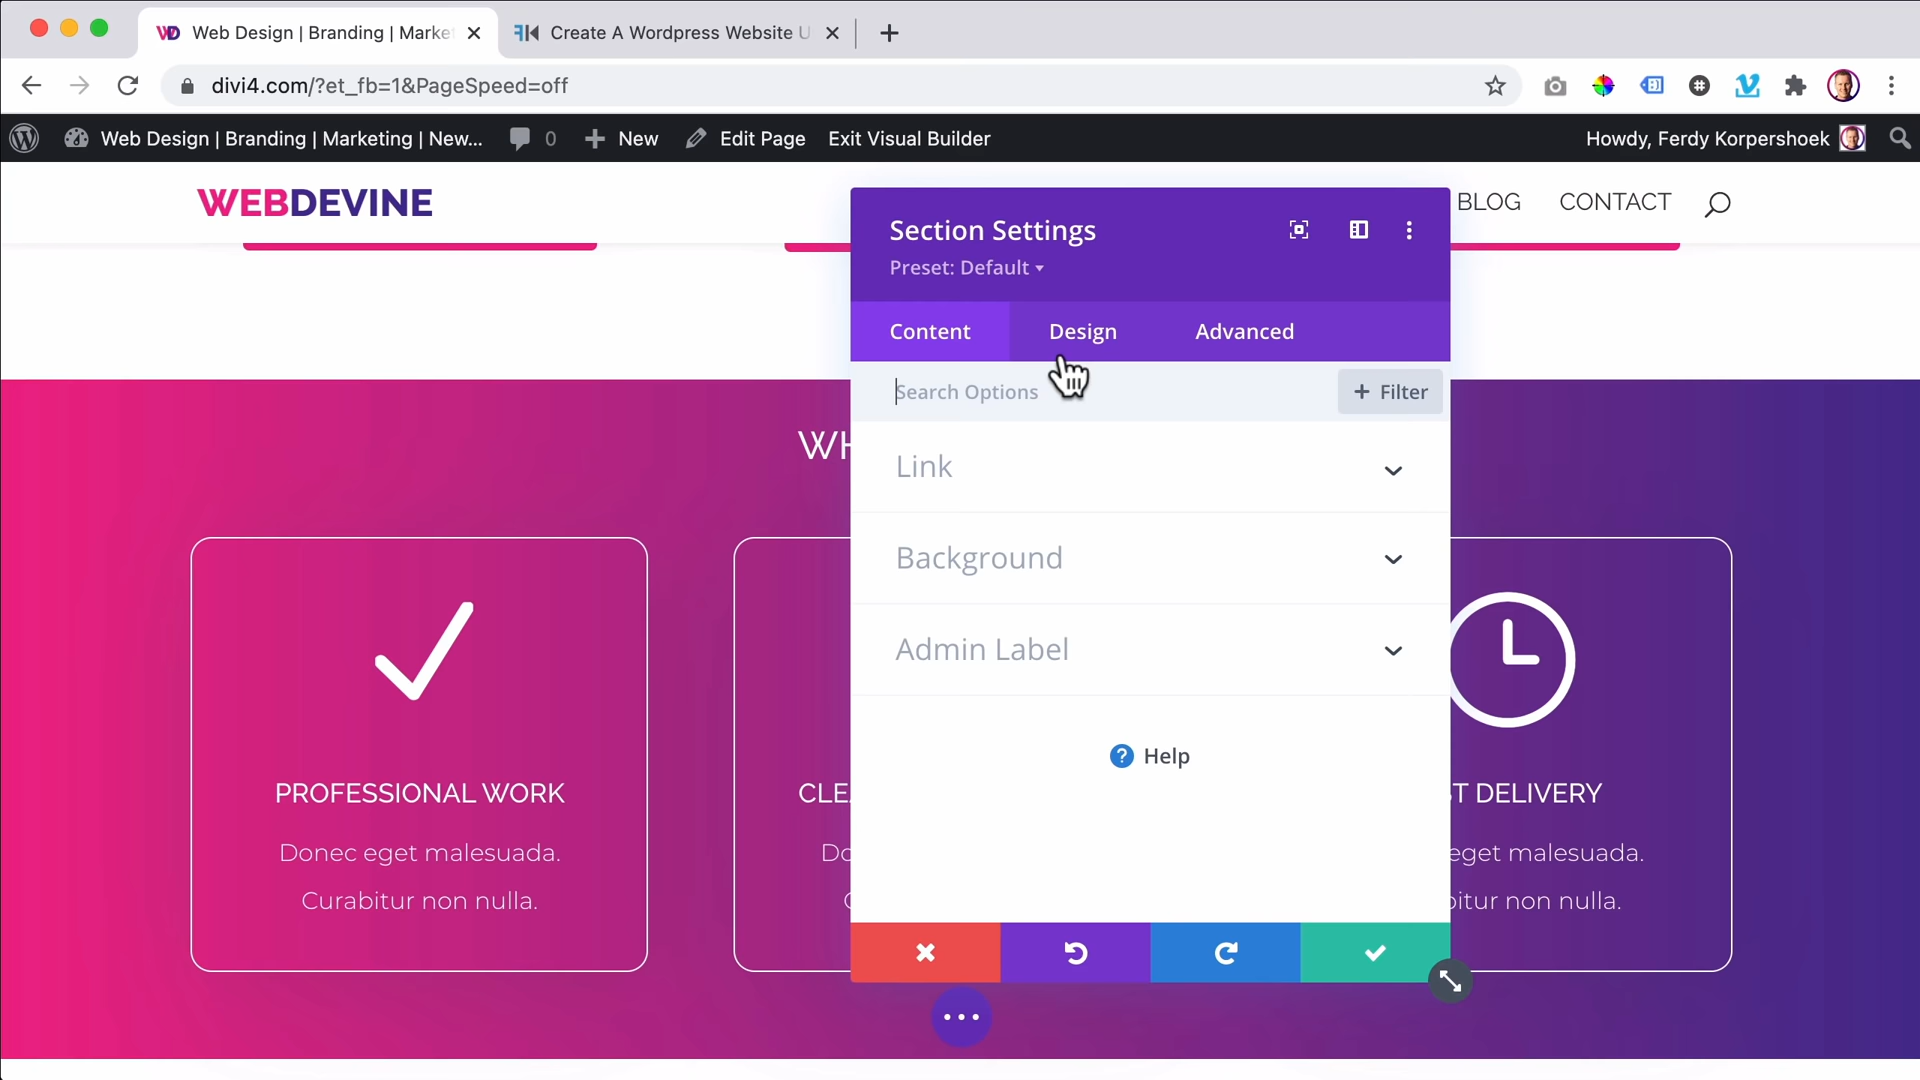 Web Design | Branding | Marke
Create A Wordpress Website U
divi4.com/?et_fb=1&PageSpeed=off
Web Design | Branding | Marketing | New...
0
New
Edit Page
Exit Visual Builder
Howdy, Ferdy Korpershoek
WEBDEVINE
BLOG
CONTACT
Section Settings
Preset: Default
Content
Design
Advanced
Search Options
+ Filter
Link
Background
Admin Label
? Help
WH
PROFESSIONAL WORK
Donec eget malesuada.
Curabitur non nulla.
CLE
Do
ST DELIVERY
eget malesuada.
bitur non nulla.